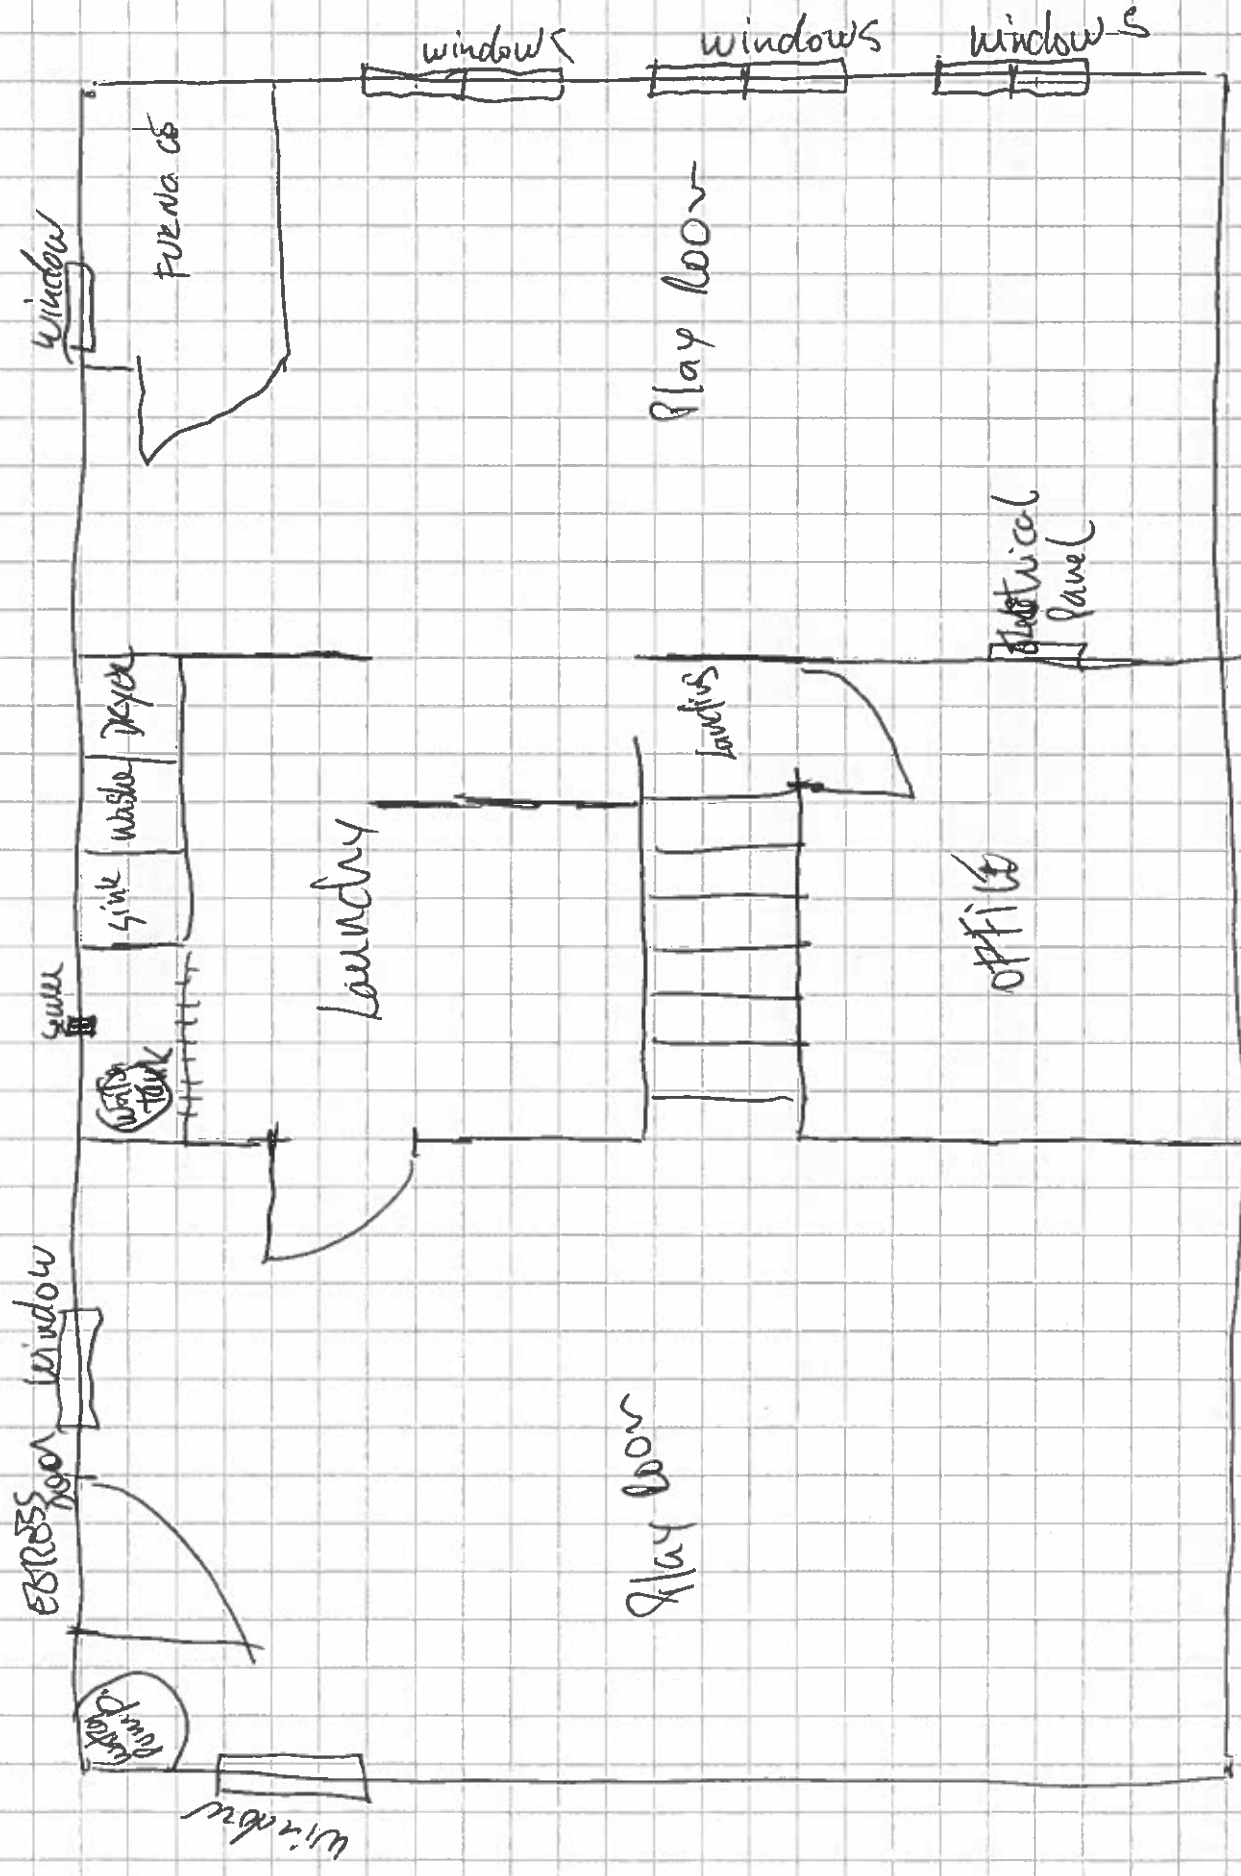 windows
windows
windows
FURNACE
window
Play Room
Electrical
Panel
Dryer
Washer
Sink
Landing
Laundry
OFFICE
Sewer
Water
Tank
window
EGRESS
Door
Play Room
Water
Pump
window